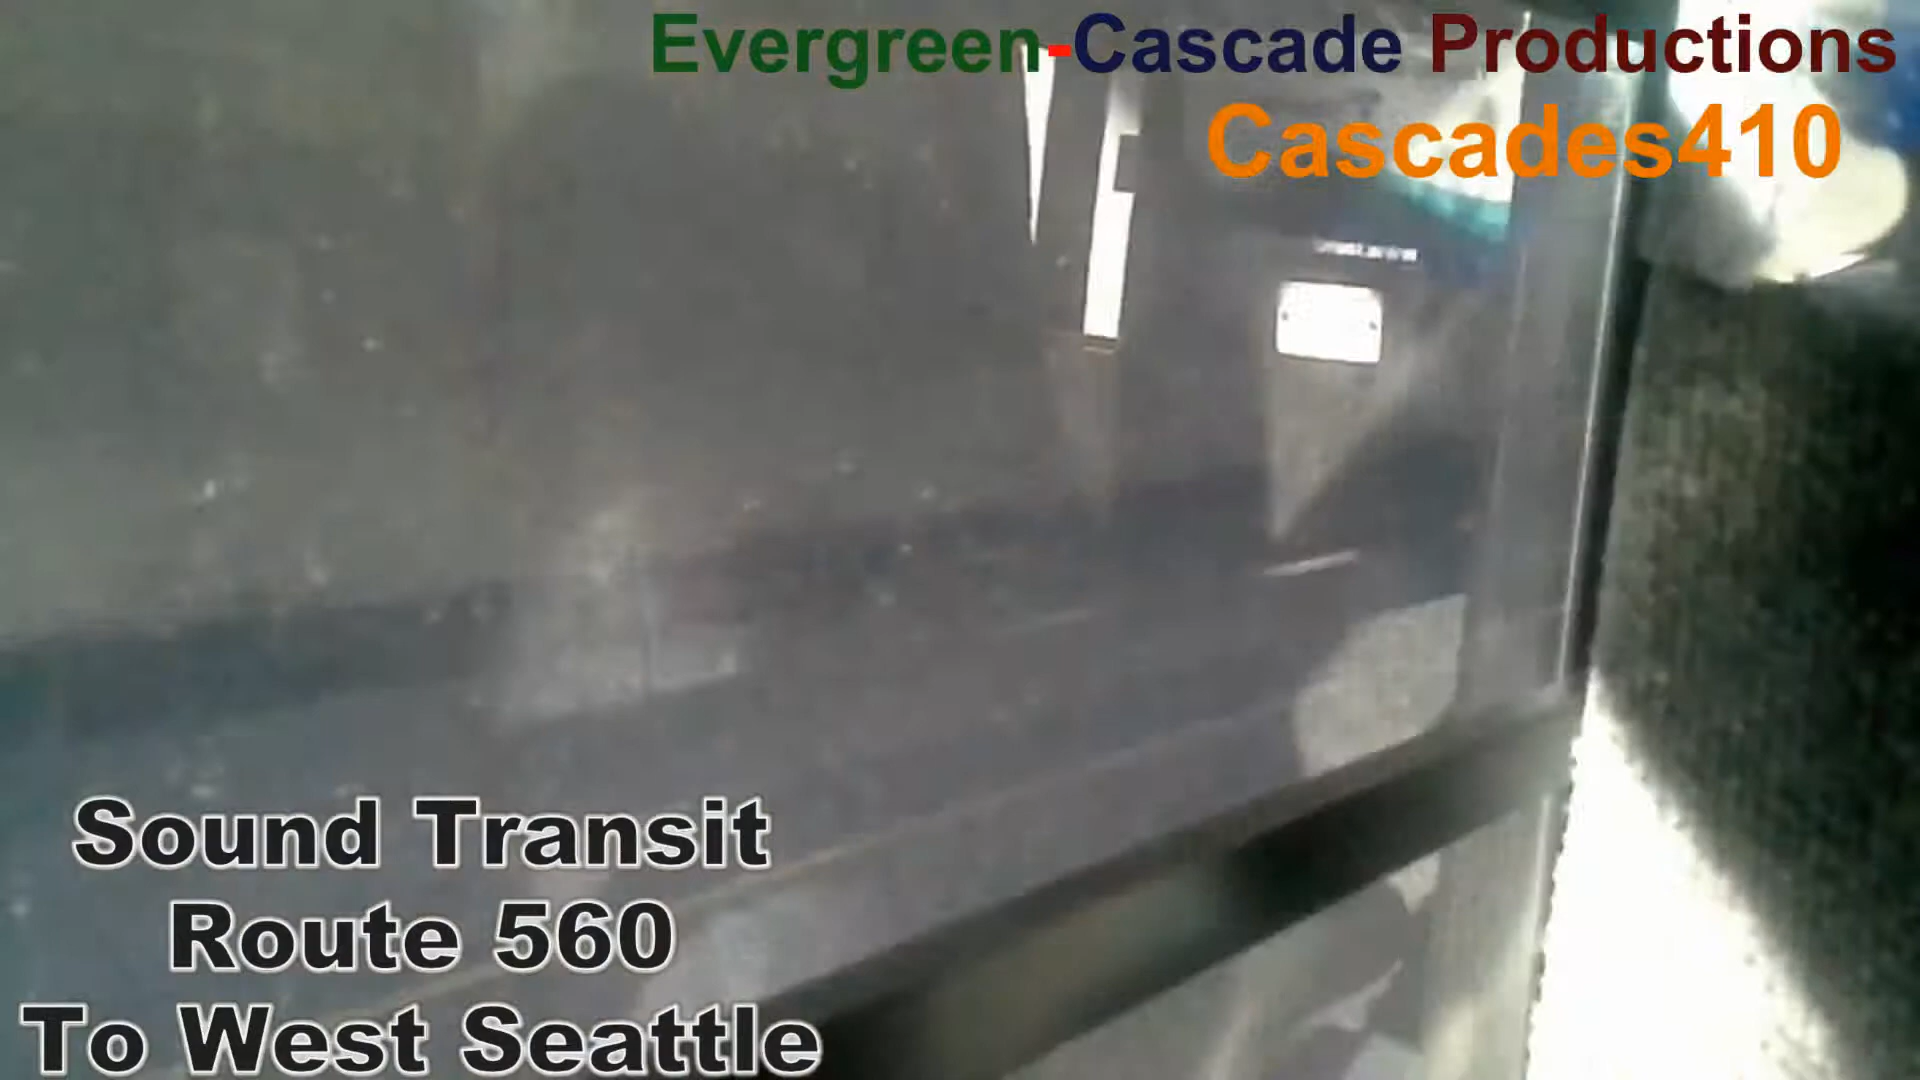 Evergreen-Cascade Productions
Cascades410
Sound Transit
Route 560
To West Seattle